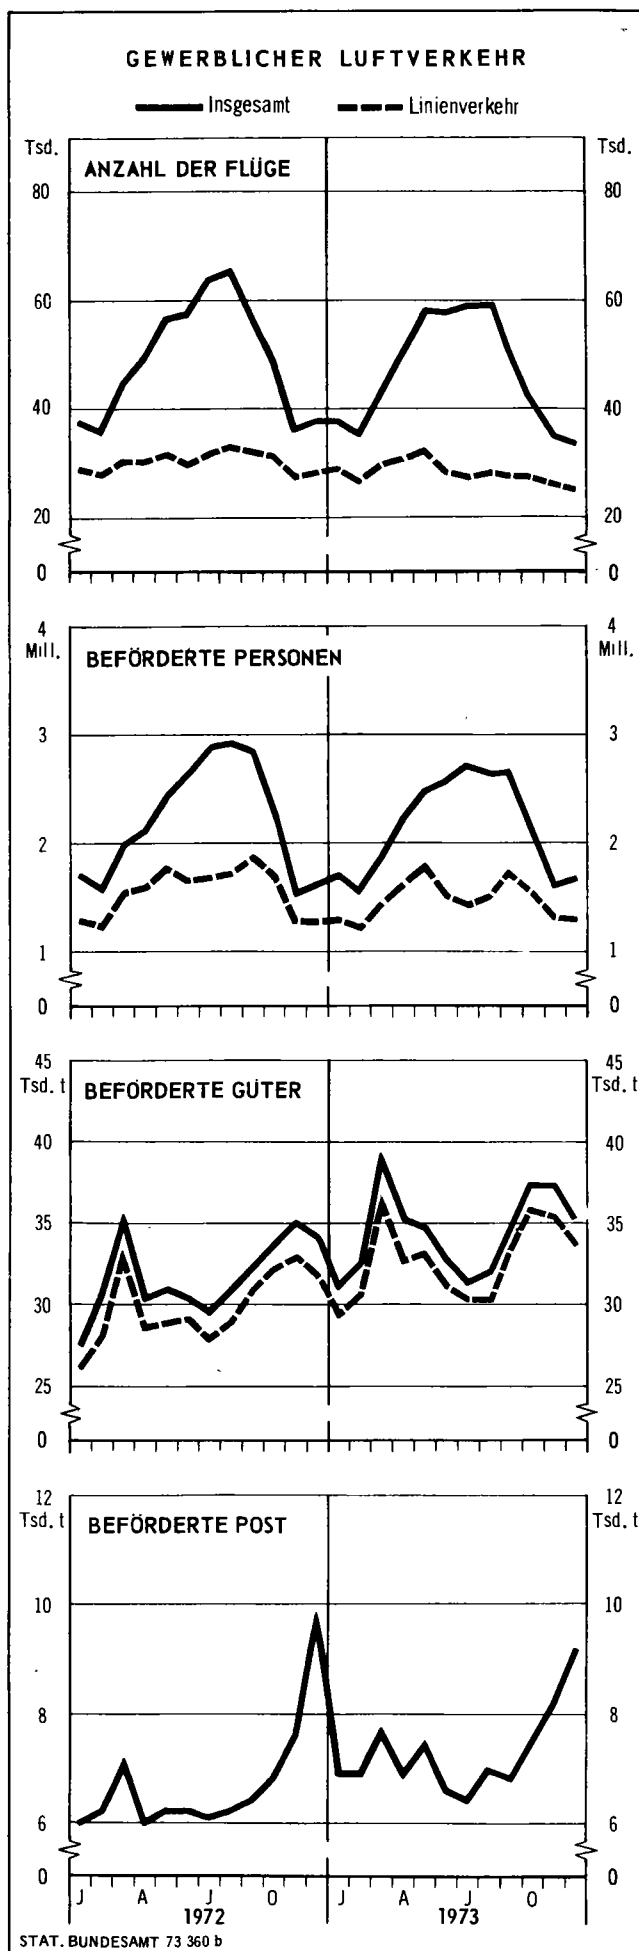 GEWERBLICHER LUFTVERKEHR
Insgesamt Linienverkehr
Tsd. ANZAHL DER FLÜGE Tsd.
80 80
60 60
40 40
20 20
0 0
4 4
Mill. BEFÖRDERTE PERSONEN Mill.
3 3
2 2
1 1
0 0
45 45
Tsd. t BEFÖRDERTE GÜTER Tsd. t
40 40
35 35
30 30
25 25
0 0
12 12
Tsd. t BEFÖRDERTE POST Tsd. t
10 10
8 8
6 6
0 0
J A J O J A J O
1972 1973
STAT. BUNDESAMT 73 360 b